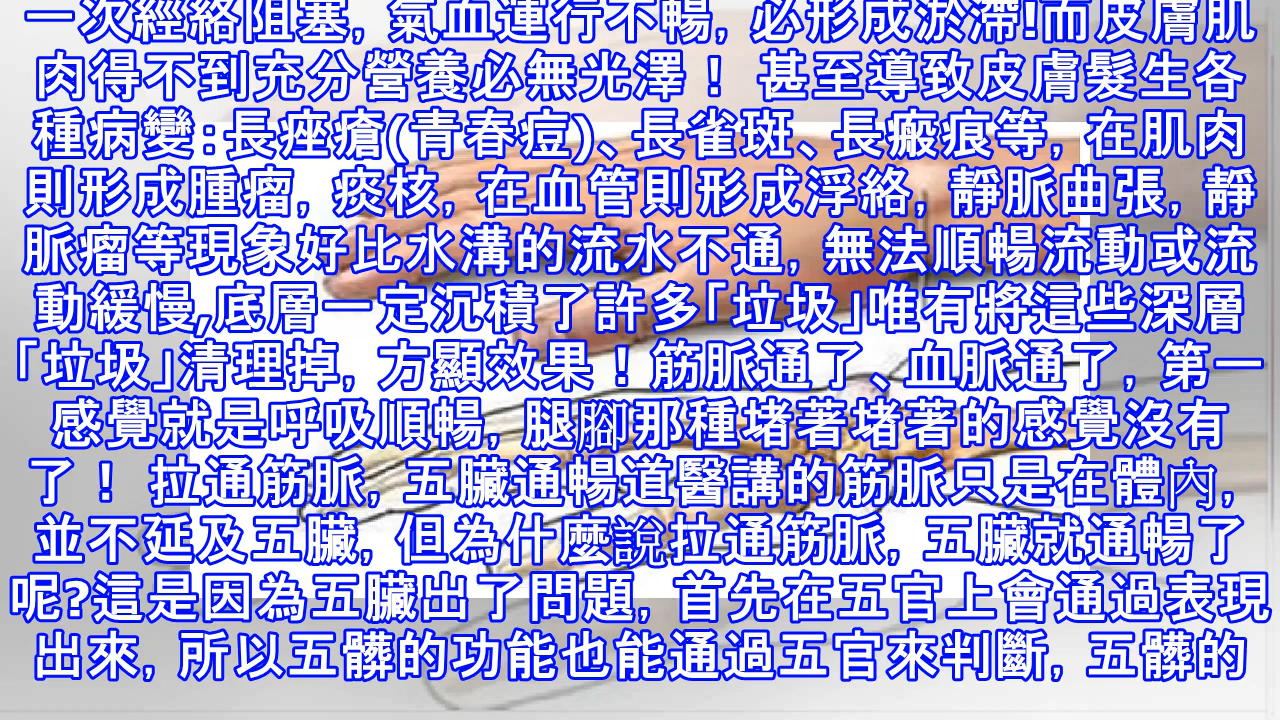 一次經絡阻塞, 氣血運行不暢, 必形成淤滯!而皮膚肌
肉得不到充分營養必無光澤！ 甚至導致皮膚髮生各
種病變:長痤瘡(青春痘)、長雀斑、長瘢痕等, 在肌肉
則形成腫瘤, 痰核, 在血管則形成浮絡, 靜脈曲張, 靜
脈瘤等現象好比水溝的流水不通, 無法順暢流動或流
動緩慢,底層一定沉積了許多「垃圾」唯有將這些深層
「垃圾」清理掉, 方顯效果！筋脈通了、血脈通了, 第一
感覺就是呼吸順暢, 腿腳那種堵著堵著的感覺沒有
了！ 拉通筋脈, 五臟通暢道醫講的筋脈只是在體內,
並不延及五臟, 但為什麼說拉通筋脈, 五臟就通暢了
呢?這是因為五臟出了問題, 首先在五官上會通過表現
出來, 所以五髒的功能也能通過五官來判斷, 五髒的